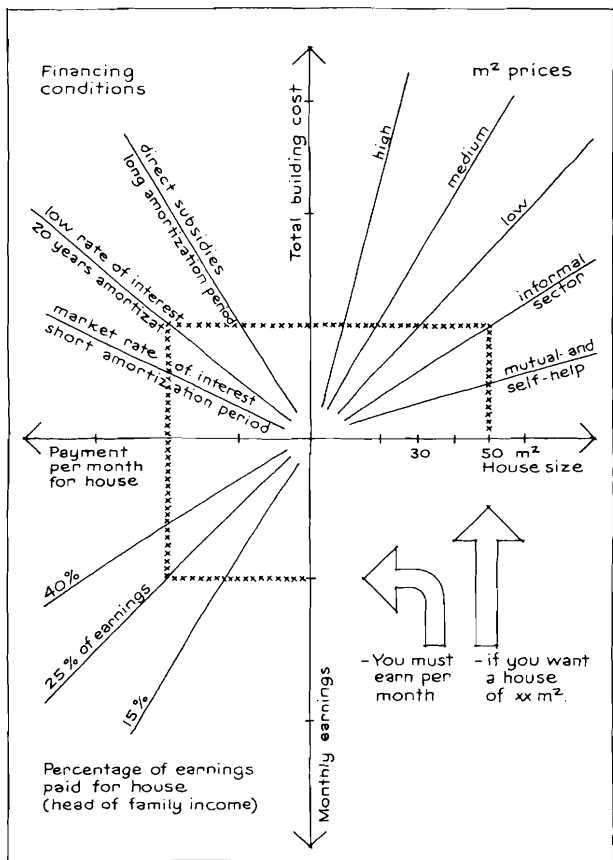 Financing
conditions
m² prices
Total building cost
high
medium
low
informal
sector
mutual- and
self-help
direct subsidies
long amortization period
low rate of interest
20 years amortizat
market rate of interest
short amortization period
Payment
per month
for house
30
50 m²
House size
40%
25% of earnings
15%
Monthly earnings
-You must
earn per
month
- if you want
a house
of xx m².
Percentage of earnings
paid for house
(head of family income)